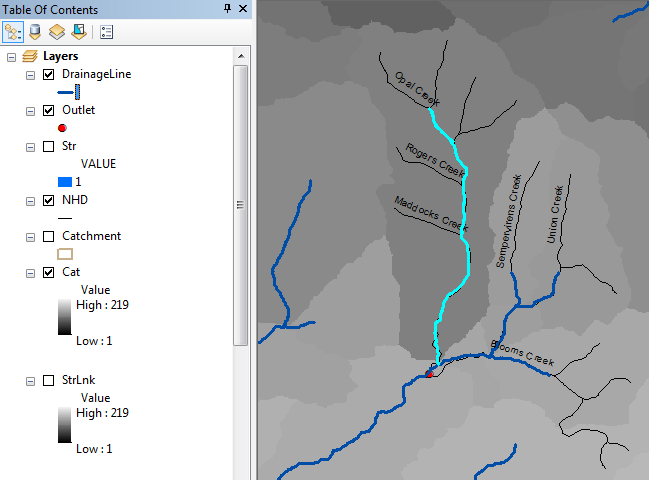 Table Of Contents
Layers
DrainageLine
Outlet
Str
VALUE
1
NHD
Catchment
Cat
Value
High : 219
Low : 1
StrLnk
Value
High : 219
Low : 1
Opal Creek
Rogers Creek
Maddocks Creek
Sempervirens Creek
Union Creek
Blooms Creek